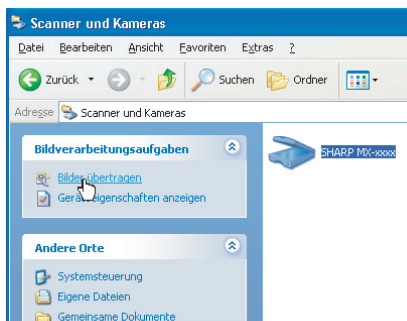 Scanner und Kameras
Datei Bearbeiten Ansicht Favoriten Extras ?
Zurück Suchen Ordner
Adresse Scanner und Kameras
Bildverarbeitungsaufgaben
Bilder übertragen
Geräteeigenschaften anzeigen
SHARP MX-xxxx
Andere Orte
Systemsteuerung
Eigene Dateien
Gemeinsame Dokumente